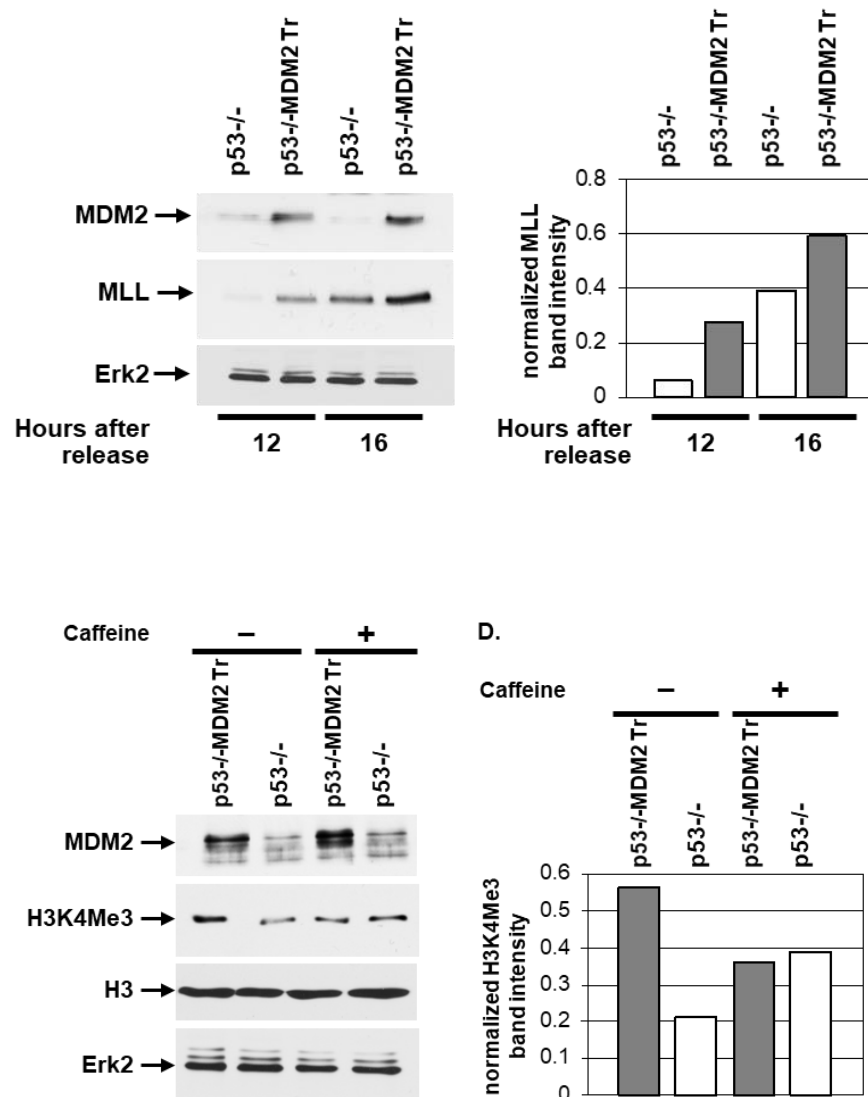 p53-/-
p53-/-MDM2 Tr
p53-/-
p53-/-MDM2 Tr
MDM2
MLL
Erk2
Hours after
release
12
16
p53-/-
p53-/-MDM2 Tr
p53-/-
p53-/-MDM2 Tr
normalized MLL
band intensity
0.8
0.6
0.4
0.2
0
Hours after
release
12
16
Caffeine
−
+
p53-/-MDM2 Tr
p53-/-
p53-/-MDM2 Tr
p53-/-
MDM2
H3K4Me3
H3
Erk2
D.
Caffeine
−
+
p53-/-MDM2 Tr
p53-/-
p53-/-MDM2 Tr
p53-/-
normalized H3K4Me3
band intensity
0.6
0.5
0.4
0.3
0.2
0.1
0